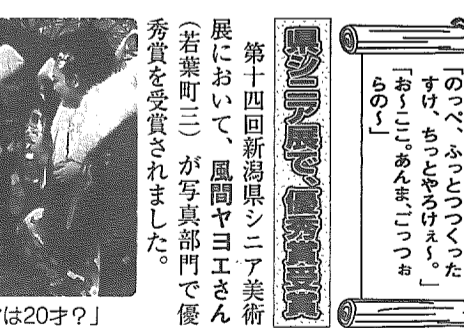 「のっぺ、ふっとつつくった
すけ、ちっとやろけぇ〜。」
「お〜ここ。あんま、ごっつぉ
らの〜」
県シニア展で、優秀賞受賞
第十四回新潟県シニア美術
展において、風間ヤヨエさん
（若葉町三）が写真部門で優
秀賞を受賞されました。
は20才？」